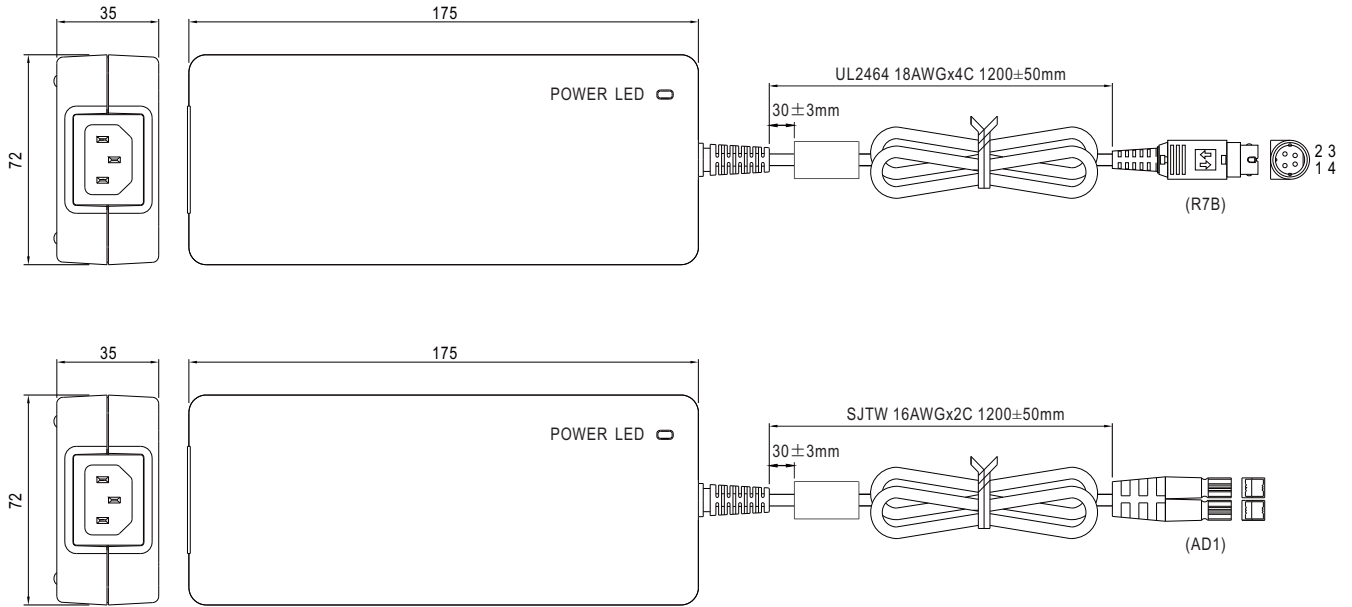 35
175
72
POWER LED
UL2464 18AWGx4C 1200±50mm
30±3mm
2 3
1 4
(R7B)
35
175
72
POWER LED
SJTW 16AWGx2C 1200±50mm
30±3mm
(AD1)